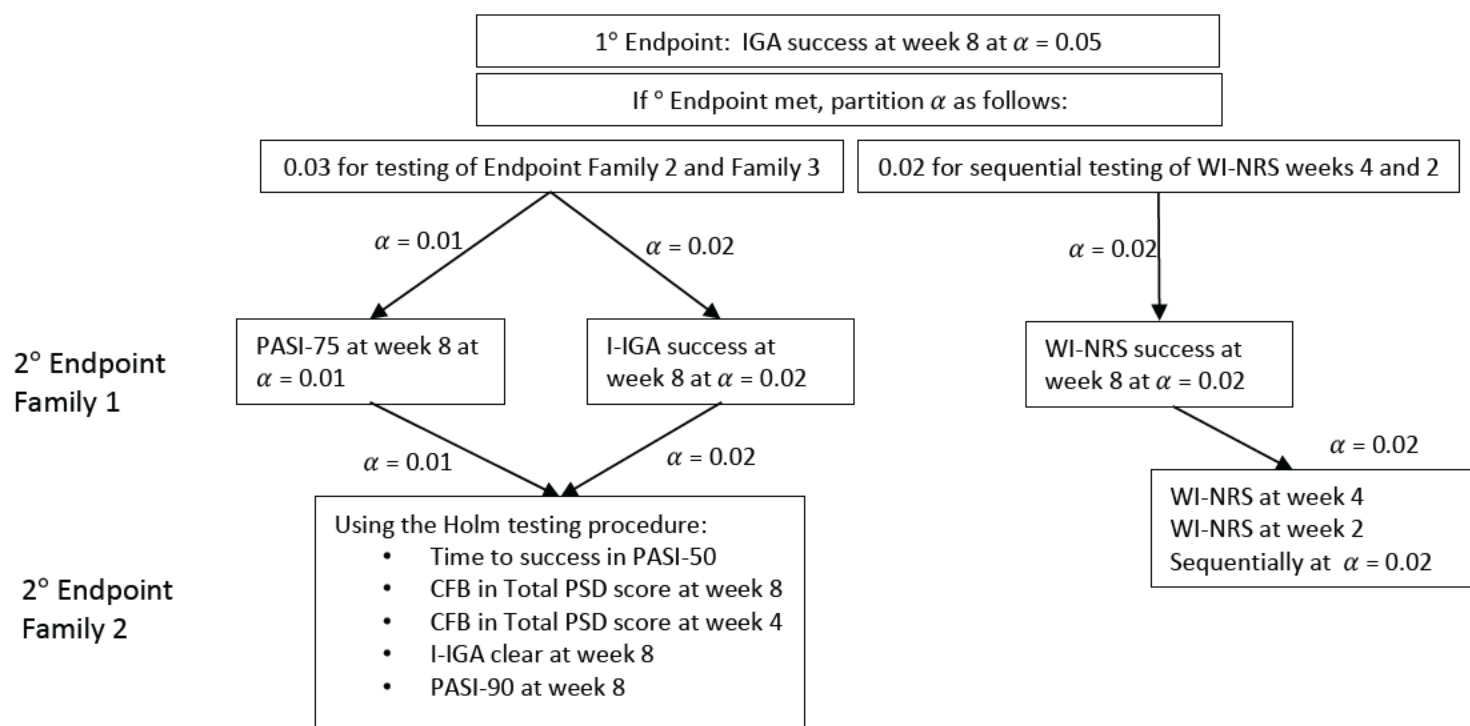 1° Endpoint: IGA success at week 8 at α = 0.05
If ° Endpoint met, partition α as follows:
0.03 for testing of Endpoint Family 2 and Family 3
0.02 for sequential testing of WI-NRS weeks 4 and 2
α = 0.01
α = 0.02
α = 0.02
2° Endpoint
Family 1
PASI-75 at week 8 at
α = 0.01
I-IGA success at
week 8 at α = 0.02
WI-NRS success at
week 8 at α = 0.02
α = 0.01
α = 0.02
α = 0.02
2° Endpoint
Family 2
Using the Holm testing procedure:
• Time to success in PASI-50
• CFB in Total PSD score at week 8
• CFB in Total PSD score at week 4
• I-IGA clear at week 8
• PASI-90 at week 8
WI-NRS at week 4
WI-NRS at week 2
Sequentially at α = 0.02